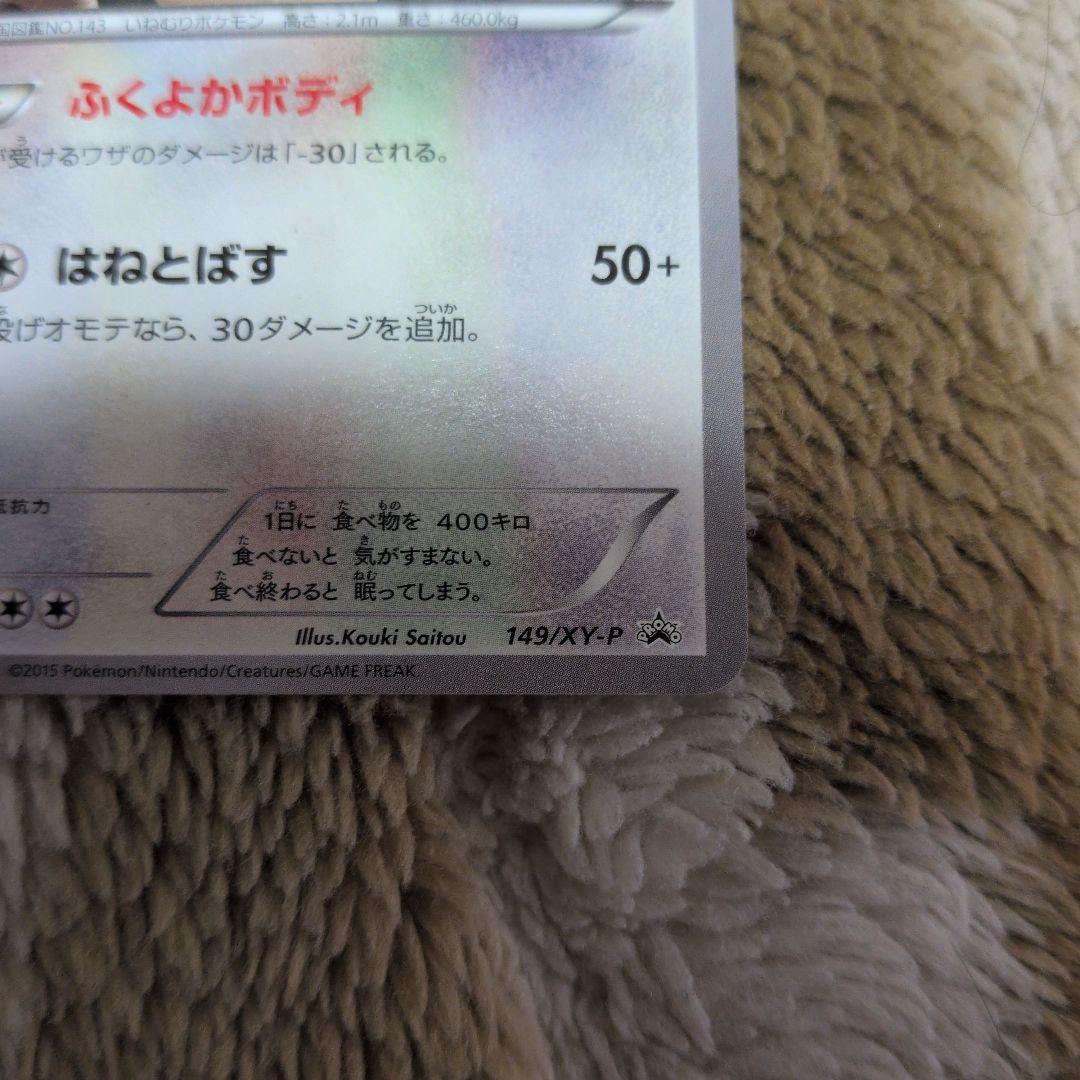 国図鑑NO.143 いねむりポケモン 高さ:2.1m 重さ:460.0kg
ふくよかボディ
が受けるワザのダメージは「-30」される。
はねとばす 50+
投げオモテなら、30ダメージを追加。
抵抗力
1日に 食べ物を 400キロ
食べないと 気がすまない。
食べ終わると 眠ってしまう。
Illus.Kouki Saitou 149/XY-P PROMO
©2015 Pokémon/Nintendo/Creatures/GAME FREAK.